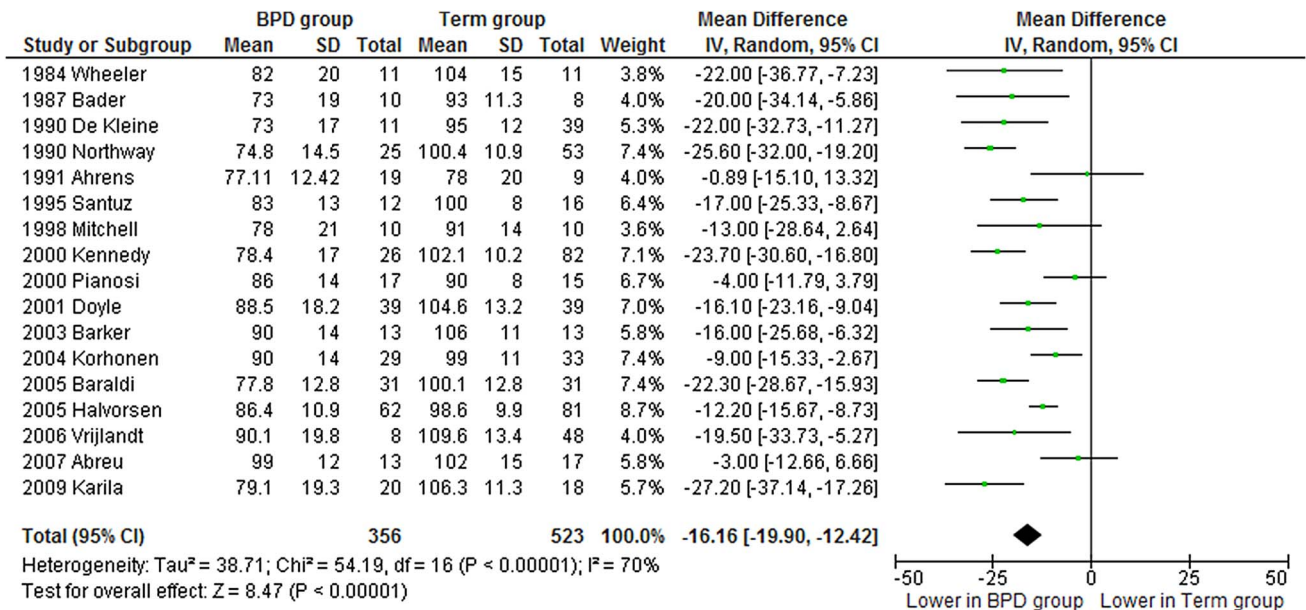 BPD group Term group Mean Difference Mean Difference
Study or Subgroup Mean SD Total Mean SD Total Weight IV, Random, 95% CI IV, Random, 95% CI
1984 Wheeler 82 20 11 104 15 11 3.8% -22.00 [-36.77, -7.23]
1987 Bader 73 19 10 93 11.3 8 4.0% -20.00 [-34.14, -5.86]
1990 De Kleine 73 17 11 95 12 39 5.3% -22.00 [-32.73, -11.27]
1990 Northway 74.8 14.5 25 100.4 10.9 53 7.4% -25.60 [-32.00, -19.20]
1991 Ahrens 77.11 12.42 19 78 20 9 4.0% -0.89 [-15.10, 13.32]
1995 Santuz 83 13 12 100 8 16 6.4% -17.00 [-25.33, -8.67]
1998 Mitchell 78 21 10 91 14 10 3.6% -13.00 [-28.64, 2.64]
2000 Kennedy 78.4 17 26 102.1 10.2 82 7.1% -23.70 [-30.60, -16.80]
2000 Pianosi 86 14 17 90 8 15 6.7% -4.00 [-11.79, 3.79]
2001 Doyle 88.5 18.2 39 104.6 13.2 39 7.0% -16.10 [-23.16, -9.04]
2003 Barker 90 14 13 106 11 13 5.8% -16.00 [-25.68, -6.32]
2004 Korhonen 90 14 29 99 11 33 7.4% -9.00 [-15.33, -2.67]
2005 Baraldi 77.8 12.8 31 100.1 12.8 31 7.4% -22.30 [-28.67, -15.93]
2005 Halvorsen 86.4 10.9 62 98.6 9.9 81 8.7% -12.20 [-15.67, -8.73]
2006 Vrijlandt 90.1 19.8 8 109.6 13.4 48 4.0% -19.50 [-33.73, -5.27]
2007 Abreu 99 12 13 102 15 17 5.8% -3.00 [-12.66, 6.66]
2009 Karila 79.1 19.3 20 106.3 11.3 18 5.7% -27.20 [-37.14, -17.26]
Total (95% CI) 356 523 100.0% -16.16 [-19.90, -12.42]
Heterogeneity: Tau² = 38.71; Chi² = 54.19, df = 16 (P < 0.00001); I² = 70%
Test for overall effect: Z = 8.47 (P < 0.00001)
-50 -25 0 25 50
Lower in BPD group Lower in Term group